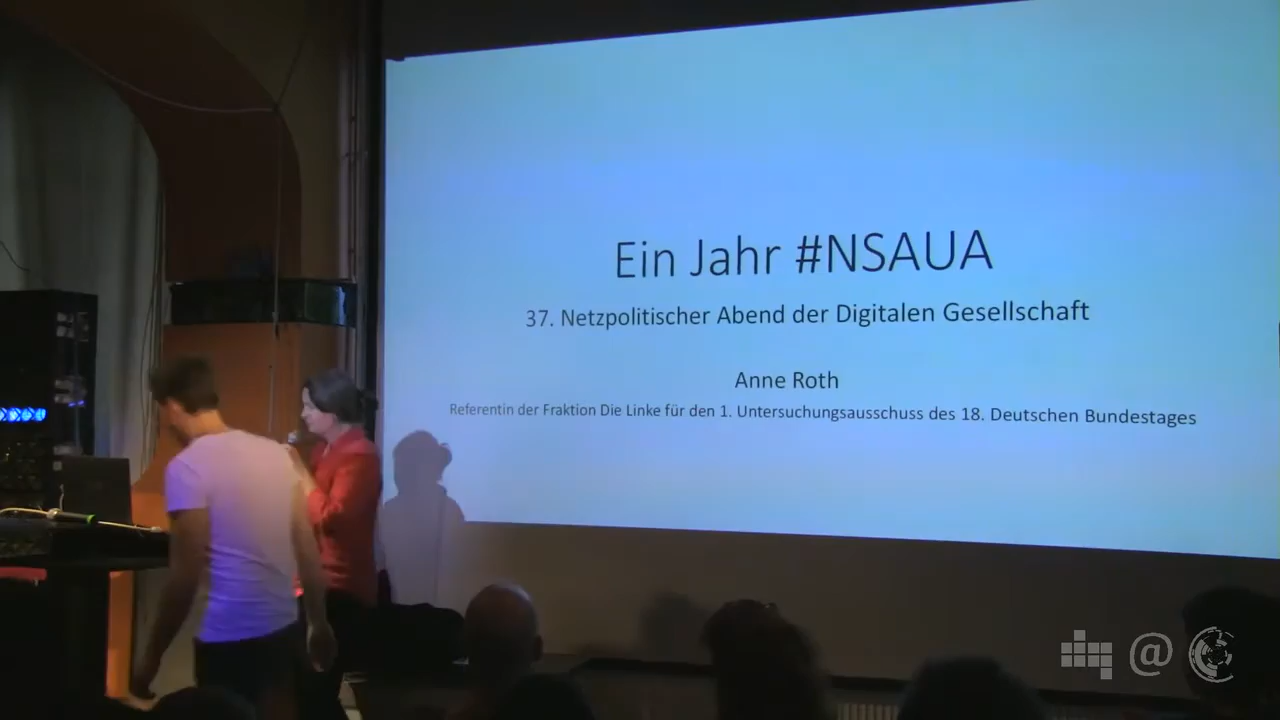 Ein Jahr #NSAUA
37. Netzpolitischer Abend der Digitalen Gesellschaft
Anne Roth
Referentin der Fraktion Die Linke für den 1. Untersuchungsausschuss des 18. Deutschen Bundestages
@